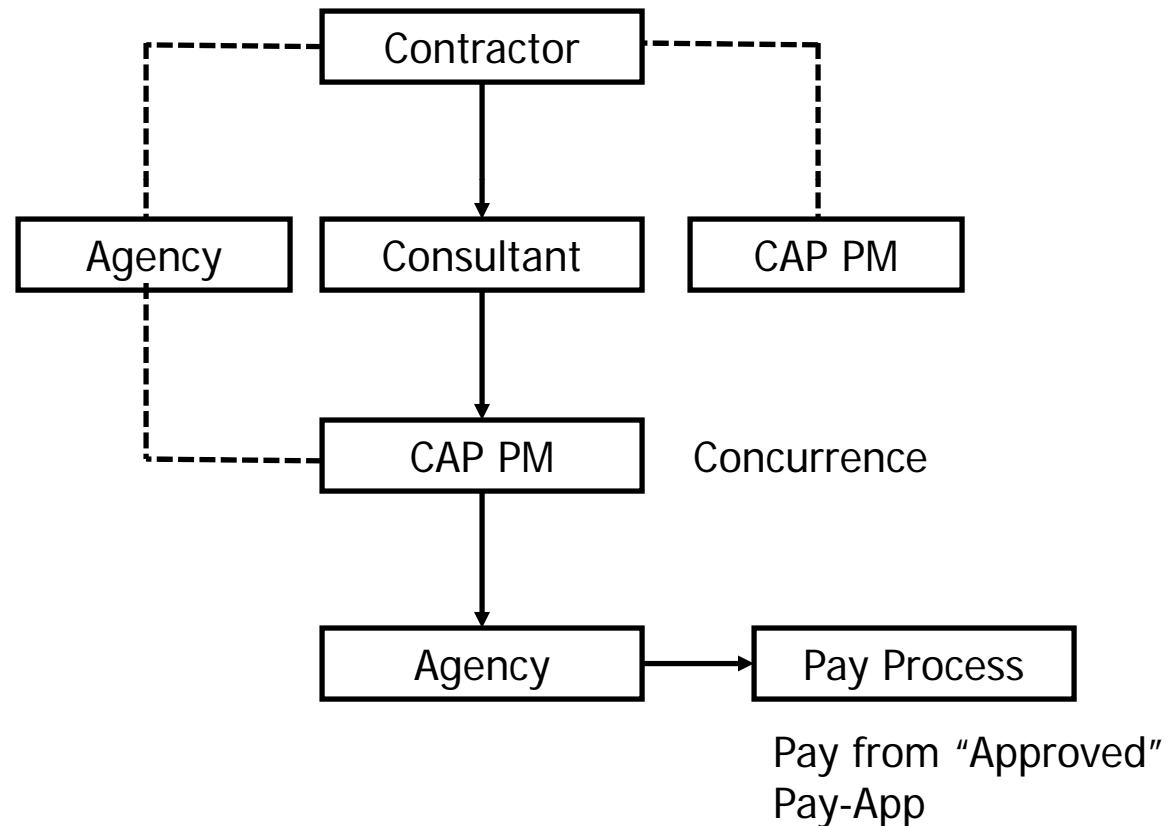 Contractor
Agency
Consultant
CAP PM
CAP PM
Concurrence
Agency
Pay Process
Pay from “Approved”
Pay-App